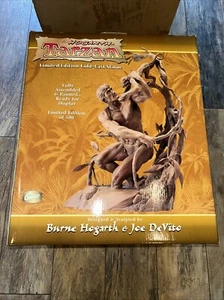 Tarzan
Limited Edition Cold-Cast Statue
Fully
Assembled
& Painted...
Ready for
Display
Limited Edition
of 500
Designed & Sculpted by
Burne Hogarth & Joe DeVito